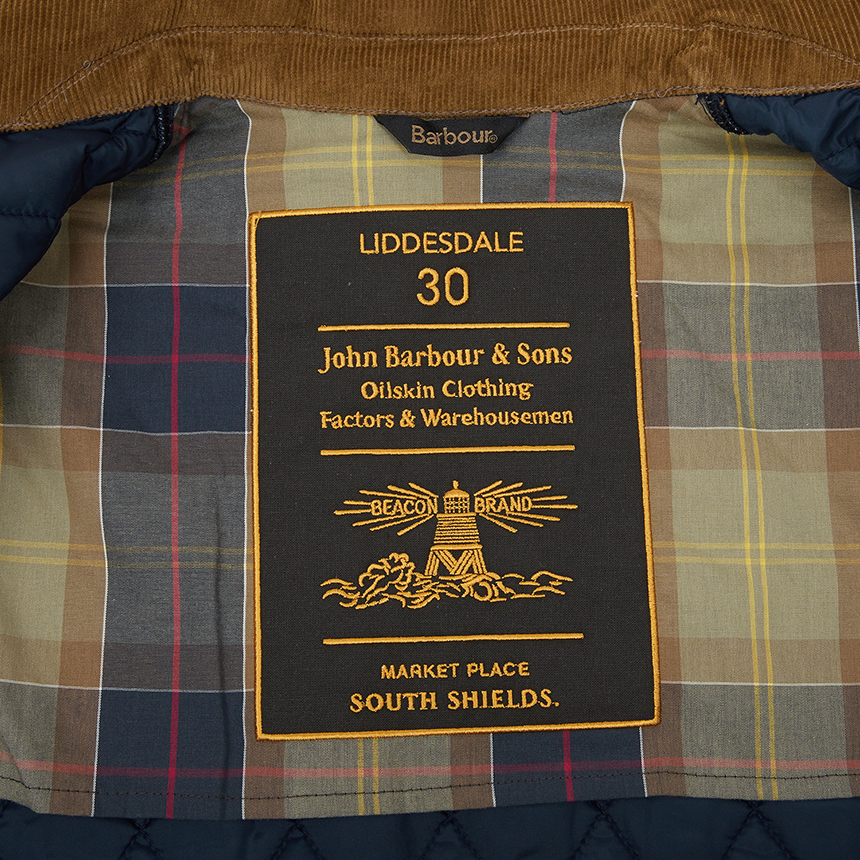 Barbour®
LIDDESDALE
30
John Barbour & Sons
Oilskin Clothing
Factors & Warehousemen
BEACON BRAND
MARKET PLACE
SOUTH SHIELDS.